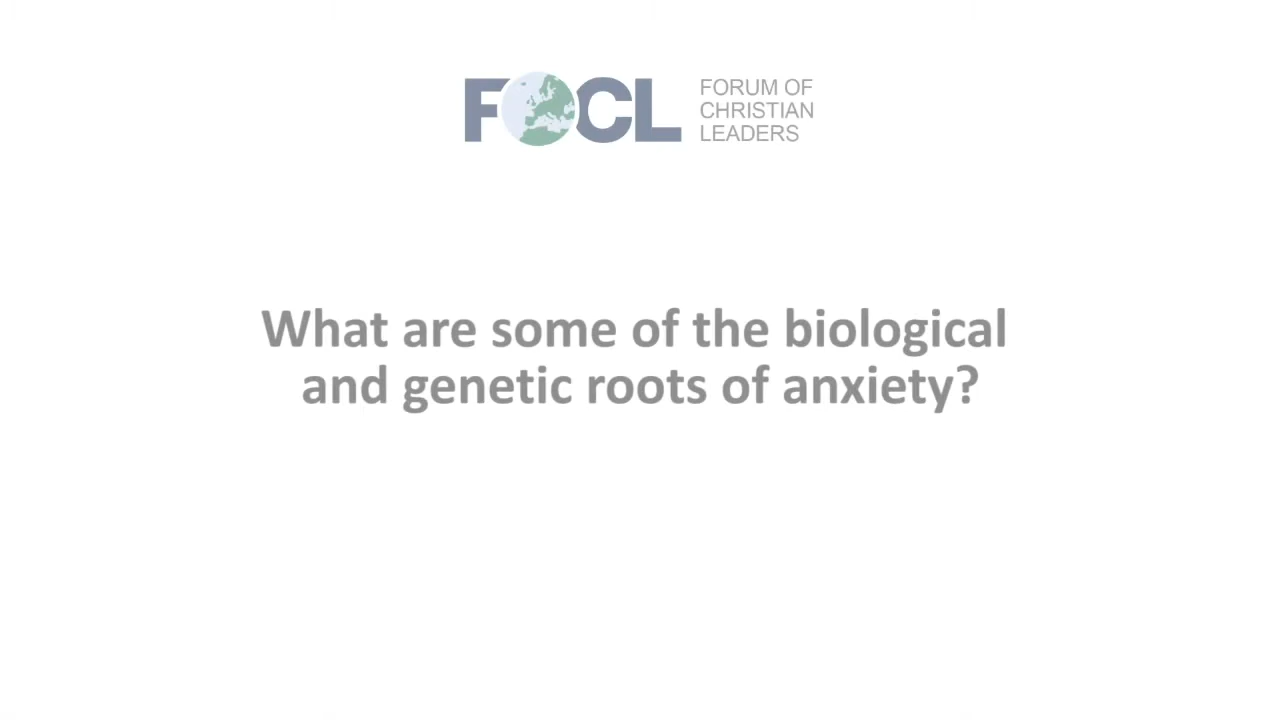 FOCL
FORUM OF
CHRISTIAN
LEADERS
What are some of the biological
and genetic roots of anxiety?